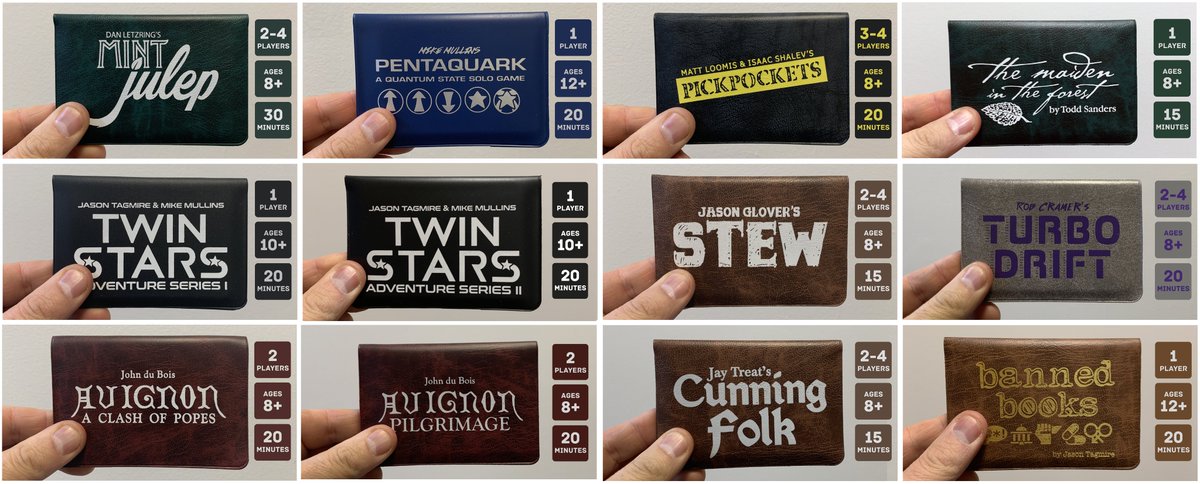 DAN LETZRING'S
MINT
julep
2-4
PLAYERS
AGES
8+
30
MINUTES
MIKE MULLINS
PENTAQUARK
A QUANTUM STATE SOLO GAME
1
PLAYER
AGES
12+
20
MINUTES
MATT LOOMIS & ISAAC SHALEV'S
PICKPOCKETS
3-4
PLAYERS
AGES
8+
20
MINUTES
The maiden
in the forest
by Todd Sanders
1
PLAYER
AGES
8+
15
MINUTES
JASON TAGMIRE & MIKE MULLINS
TWIN
STARS
ADVENTURE SERIES I
1
PLAYER
AGES
10+
20
MINUTES
JASON TAGMIRE & MIKE MULLINS
TWIN
STARS
ADVENTURE SERIES II
1
PLAYER
AGES
10+
20
MINUTES
JASON GLOVER'S
STEW
2-4
PLAYERS
AGES
8+
15
MINUTES
ROB CRAMER'S
TURBO
DRIFT
2-4
PLAYERS
AGES
8+
20
MINUTES
John du Bois
AVIGNON
A CLASH OF POPES
2
PLAYERS
AGES
8+
20
MINUTES
John du Bois
AVIGNON
PILGRIMAGE
2
PLAYERS
AGES
8+
20
MINUTES
Jay Treat's
Cunning
Folk
2-4
PLAYERS
AGES
8+
15
MINUTES
banned
books
by Jason Tagmire
1
PLAYER
AGES
12+
20
MINUTES